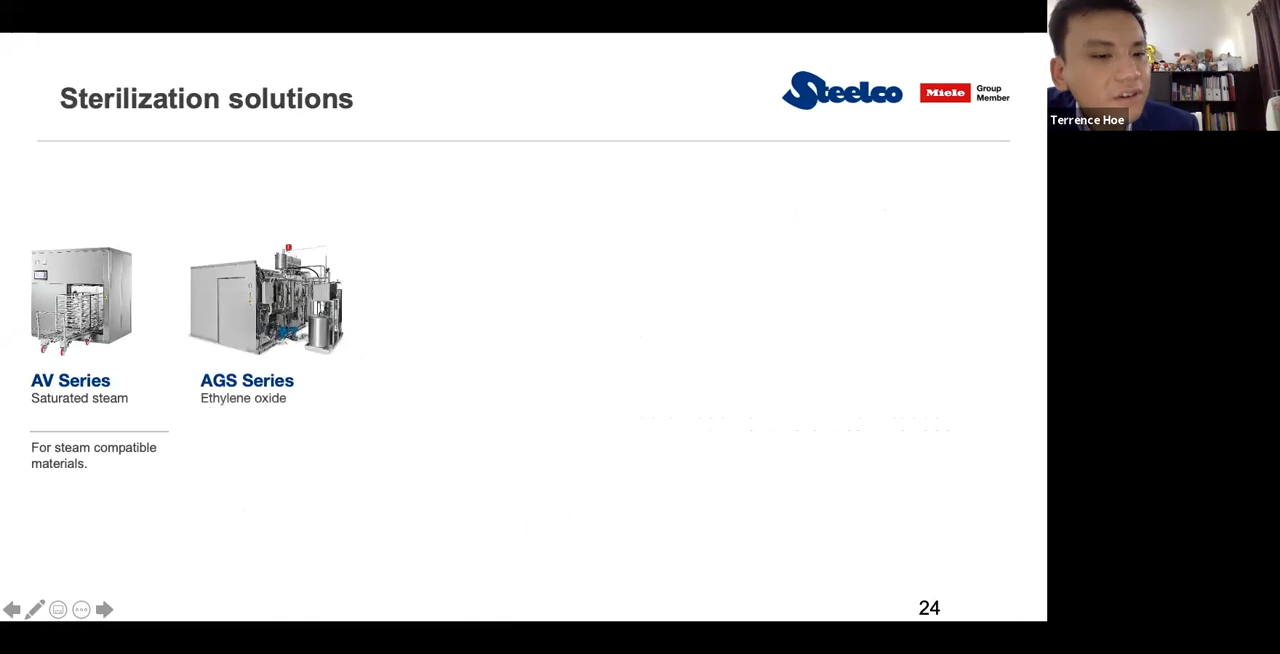 Sterilization solutions
Steelco
Miele
Group
Member
Terrence Hoe
AV Series
Saturated steam
For steam compatible
materials.
AGS Series
Ethylene oxide
24